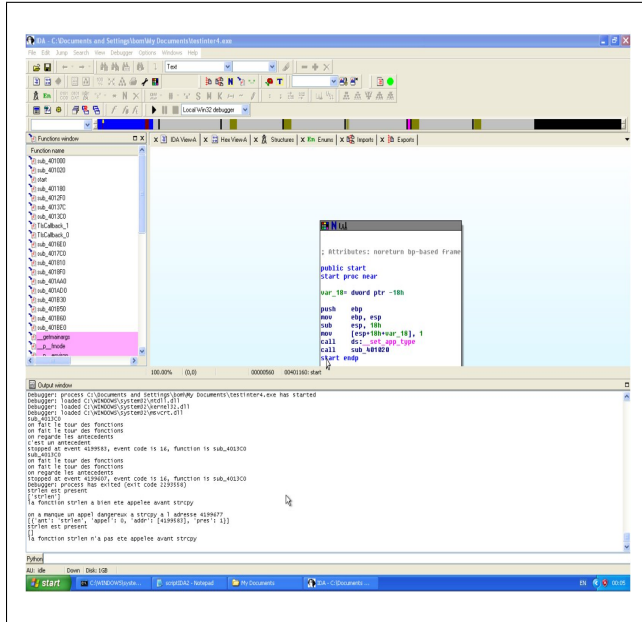 IDA - C:\Documents and Settings\bom\My Documents\testinter4.exe
File Edit Jump Search View Debugger Options Windows Help
Text
Local Win32 debugger
Functions window
IDA View-A
Hex View-A
Structures
En Enums
Imports
Exports
Function name
sub_401000
sub_401020
start
sub_401180
sub_4012F0
sub_40137C
sub_4013C0
TlsCallback_1
TlsCallback_0
sub_4016E0
sub_4017C0
sub_401810
sub_4018F0
sub_401AA0
sub_401AD0
sub_401B30
sub_401B50
sub_401B60
sub_401BE0
__getmainargs
__p__fmode
; Attributes: noreturn bp-based frame
public start
start proc near
var_18= dword ptr -18h
push ebp
mov ebp, esp
sub esp, 18h
mov [esp+18h+var_18], 1
call ds:__set_app_type
call sub_401020
start endp
100.00% (0,0) 00000560 00401160: start
Output window
Debugger: process C:\Documents and Settings\bom\My Documents\testinter4.exe has started
Debugger: loaded C:\WINDOWS\system32\ntdll.dll
Debugger: loaded C:\WINDOWS\system32\kernel32.dll
Debugger: loaded C:\WINDOWS\system32\msvcrt.dll
sub_4013C0
on fait le tour des fonctions
on fait le tour des fonctions
on regarde les antecedents
c'est un antecedent
stopped at event 4199583, event code is 16, function is sub_4013C0
sub_4013C0
on fait le tour des fonctions
on fait le tour des fonctions
on regarde les antecedents
stopped at event 4199607, event code is 16, function is sub_4013C0
Debugger: process has exited (exit code 2293558)
strlen est present
['strlen']
la fonction strlen a bien ete appelee avant strcpy
on a manque un appel dangereux a strcpy a l adresse 4199677
[{'ant': 'strlen', 'appel': 0, 'addr': [4199583], 'pres': 1}]
strlen est present
[]
la fonction strlen n'a pas ete appelee avant strcpy
Python
AU: idle Down Disk: 1GB
start
C:\WINDOWS\syste...
scriptIDA2 - Notepad
My Documents
IDA - C:\Documents ...
EN
00:05